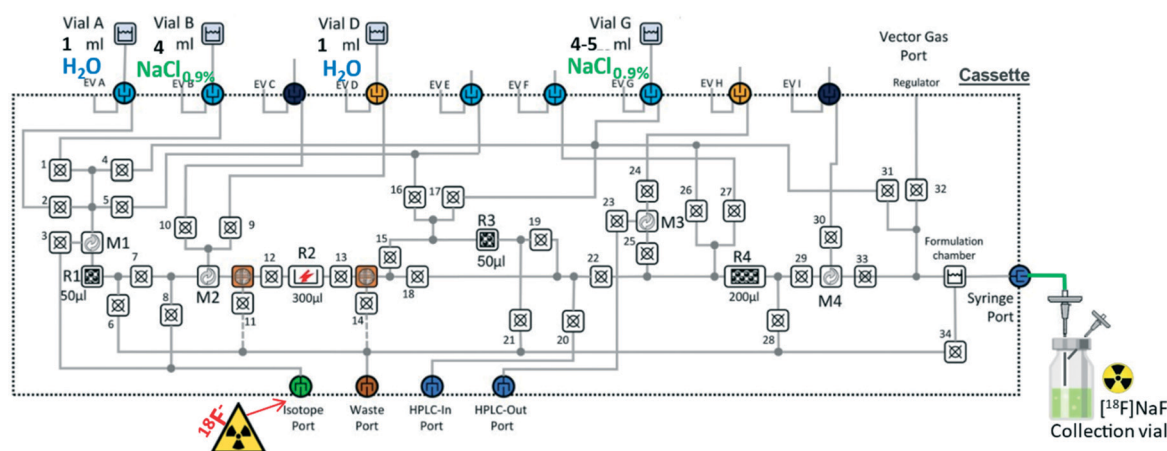 Vial A
1 ml
H₂O
Vial B
4 ml
NaCl₀.₉%
Vial D
1 ml
H₂O
Vial G
4-5 ml
NaCl₀.₉%
Vector Gas
Port
Cassette
EV A
EV B
EV C
EV D
EV E
EV F
EV G
EV H
EV I
Regulator
1
4
2
5
3
M1
7
R1
50µl
6
8
10
9
M2
12
R2
300µl
13
11
14
16
17
15
R3
50µl
19
18
21
20
22
23
24
M3
25
26
27
R4
200µl
28
29
30
M4
33
31
32
Formulation
chamber
Syringe
Port
34
¹⁸F⁻
Isotope
Port
Waste
Port
HPLC-In
Port
HPLC-Out
Port
[¹⁸F]NaF
Collection vial